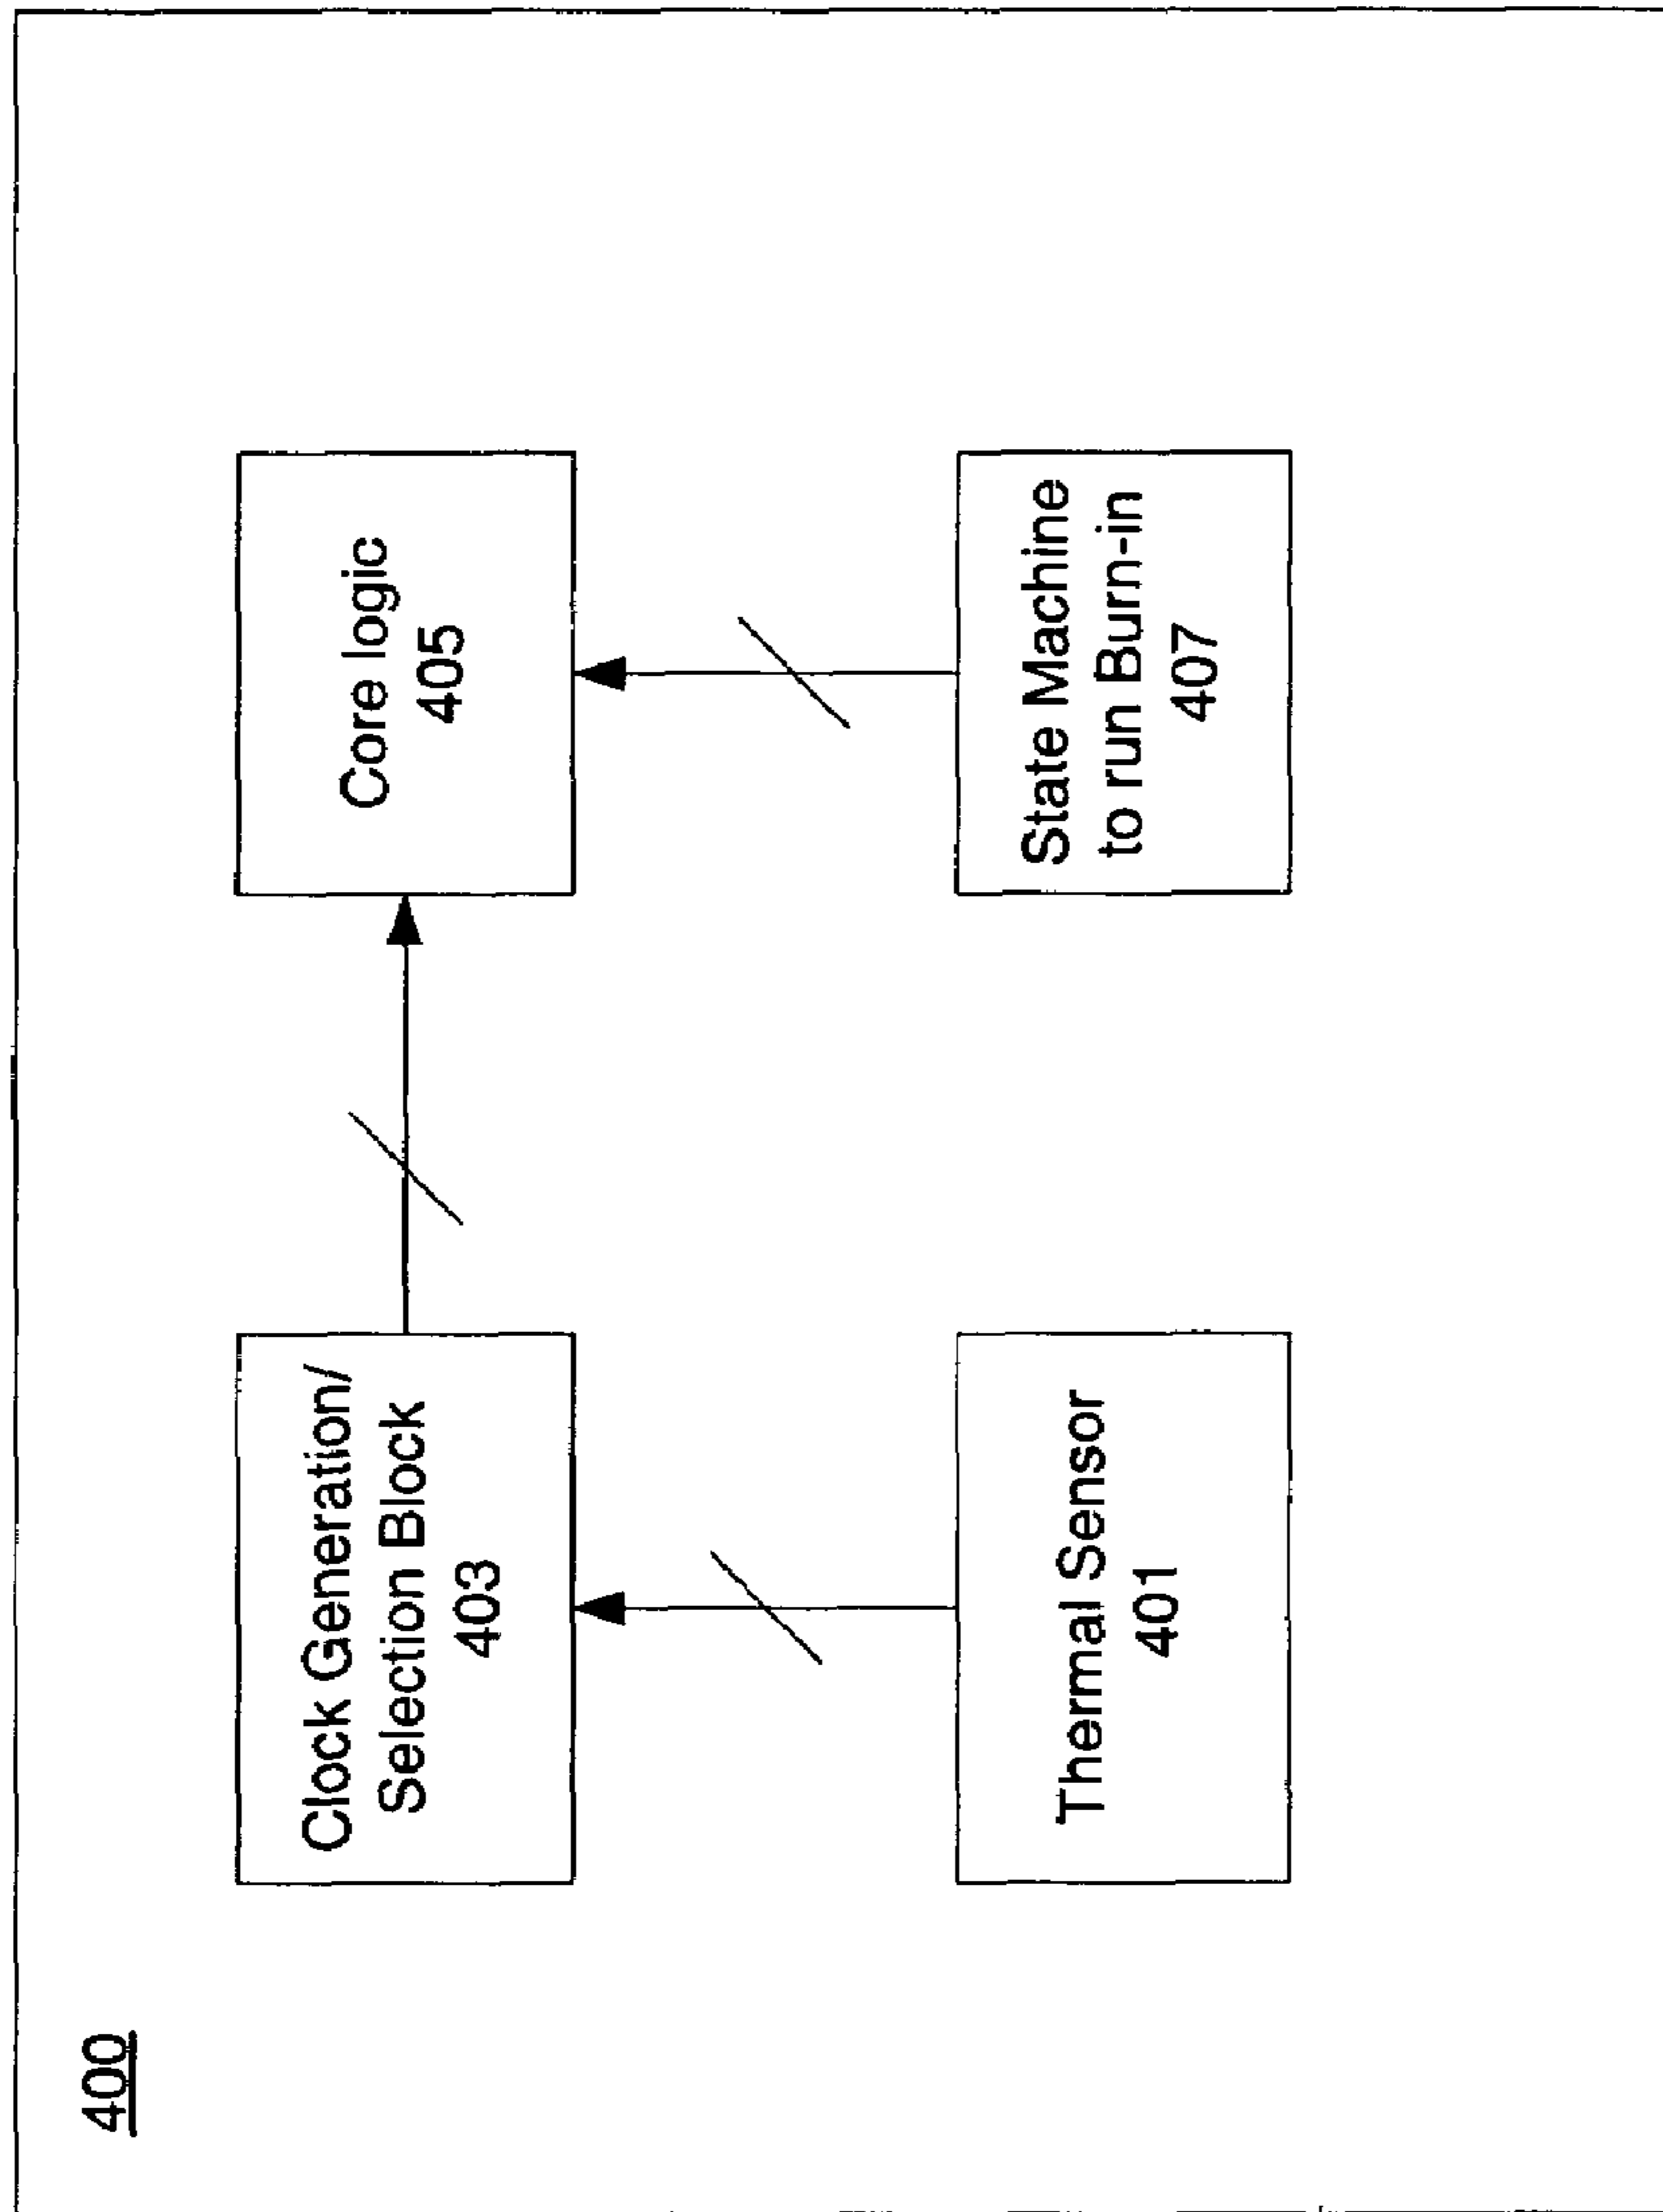 400
Clock Generation/
Selection Block
403
Core logic
405
Thermal Sensor
401
State Machine
to run Burn-in
407